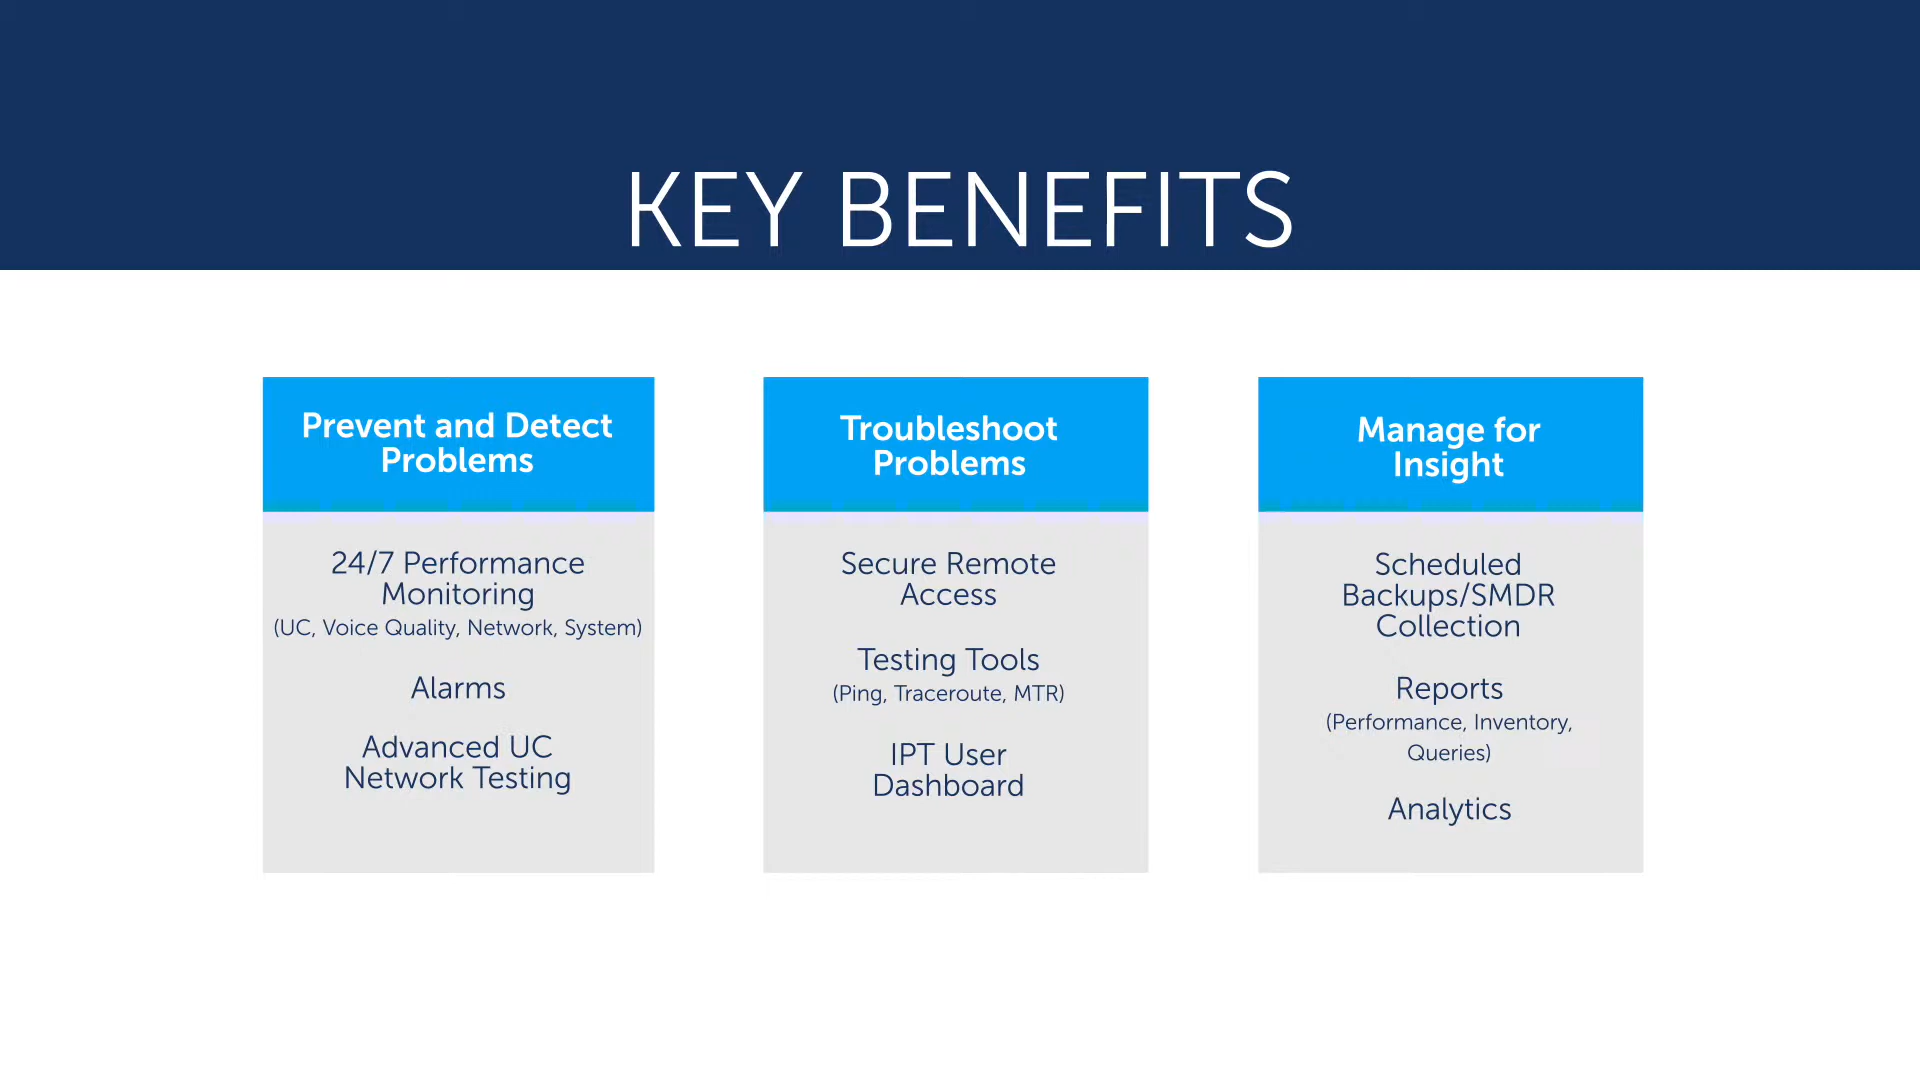 KEY BENEFITS
Prevent and Detect
Problems
24/7 Performance
Monitoring
(UC, Voice Quality, Network, System)
Alarms
Advanced UC
Network Testing
Troubleshoot
Problems
Secure Remote
Access
Testing Tools
(Ping, Traceroute, MTR)
IPT User
Dashboard
Manage for
Insight
Scheduled
Backups/SMDR
Collection
Reports
(Performance, Inventory,
Queries)
Analytics